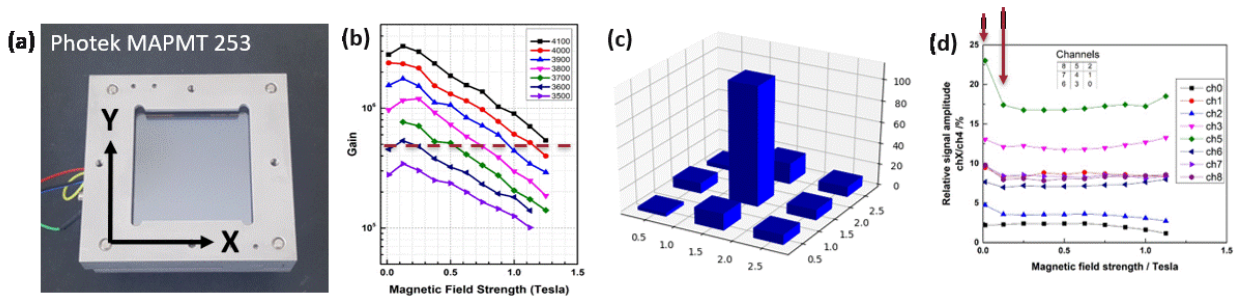 (a) Photek MAPMT 253
Y
X
(b)
4100
4000
3900
3800
3700
3600
3500
Gain
10⁶
10⁵
0.0 0.5 1.0 1.5
Magnetic Field Strength (Tesla)
(c)
100
80
60
40
20
0
0.5 1.0 1.5 2.0 2.5
0.5 1.0 1.5 2.0 2.5
(d)
Relative signal amplitude
chX/ch4 /%
25
20
15
10
5
0
Channels
8 5 2
7 4 1
6 3 0
ch0
ch1
ch2
ch3
ch5
ch6
ch7
ch8
0.0 0.5 1.0 1.5
Magnetic field strength / Tesla